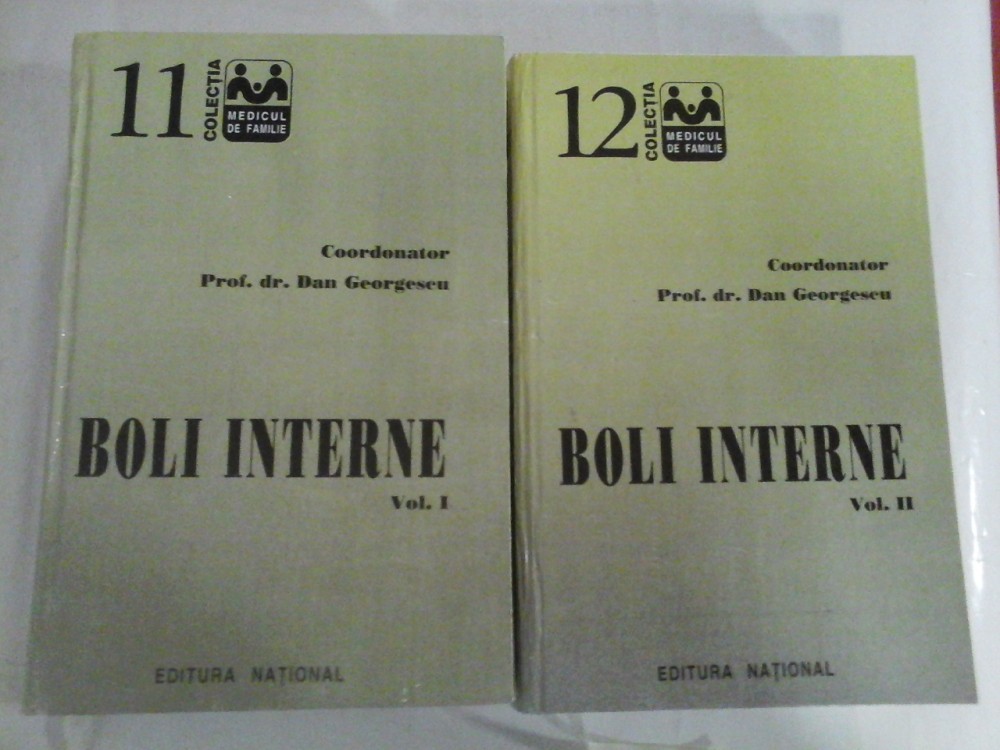 11
COLECȚIA
MEDICUL
DE FAMILIE
Coordonator
Prof. dr. Dan Georgescu
BOLI INTERNE
Vol. I
EDITURA NAȚIONAL
12
COLECȚIA
MEDICUL
DE FAMILIE
Coordonator
Prof. dr. Dan Georgescu
BOLI INTERNE
Vol. II
EDITURA NAȚIONAL